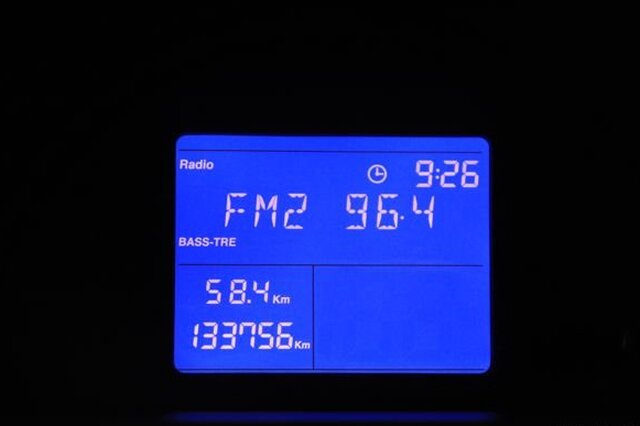 Radio 9:26
FM2 96.4
BASS-TRE
58.4 Km
133756 Km